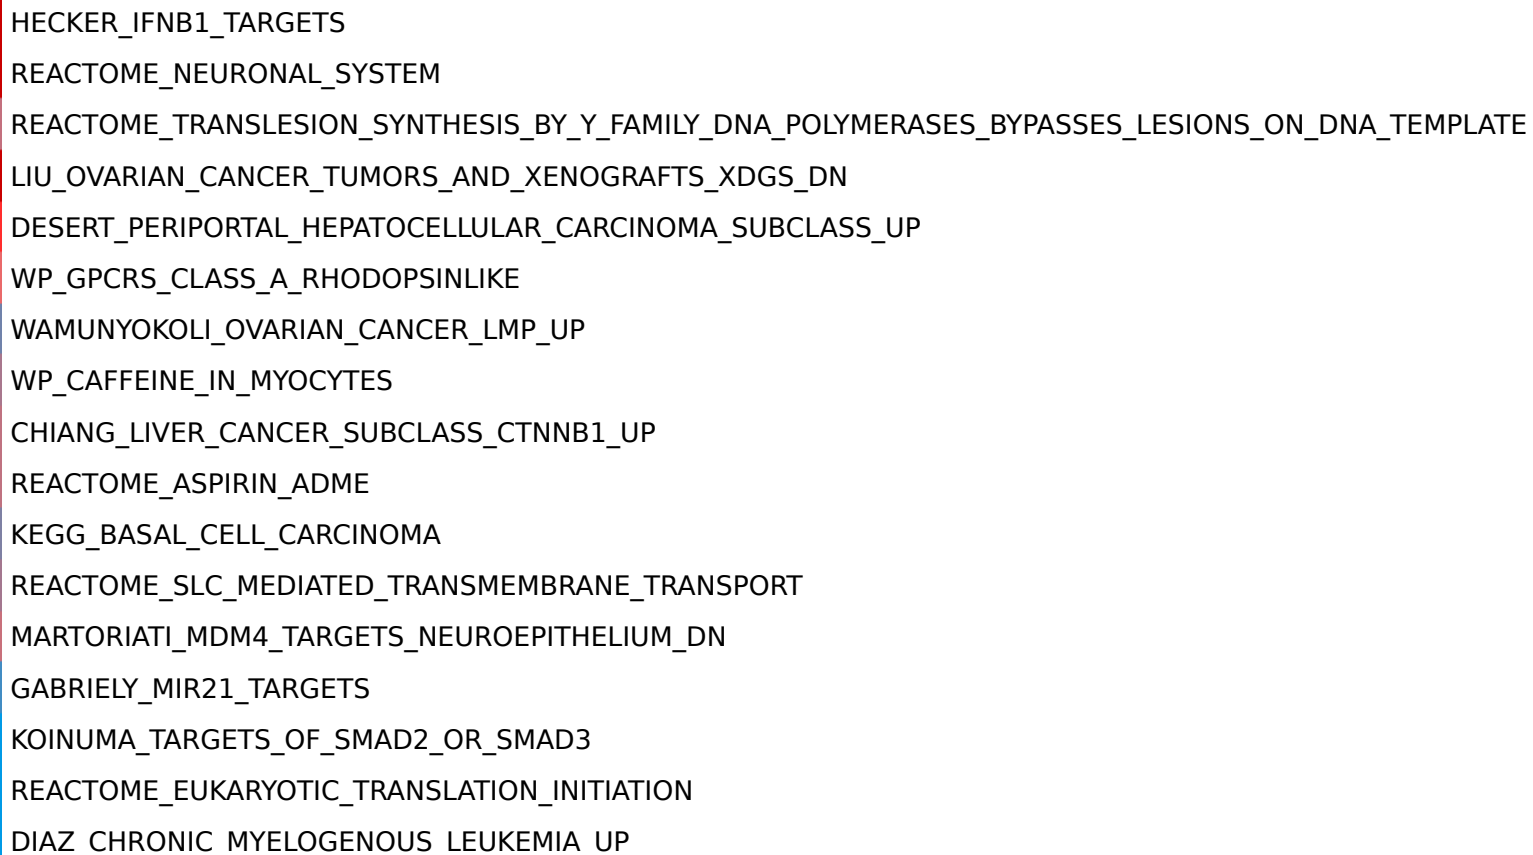 HECKER_IFNB1_TARGETS
REACTOME_NEURONAL_SYSTEM
REACTOME_TRANSLESION_SYNTHESIS_BY_Y_FAMILY_DNA_POLYMERASES_BYPASSES_LESIONS_ON_DNA_TEMPLATE
LIU_OVARIAN_CANCER_TUMORS_AND_XENOGRAFTS_XDGS_DN
DESERT_PERIPORTAL_HEPATOCELLULAR_CARCINOMA_SUBCLASS_UP
WP_GPCRS_CLASS_A_RHODOPSINLIKE
WAMUNYOKOLI_OVARIAN_CANCER_LMP_UP
WP_CAFFEINE_IN_MYOCYTES
CHIANG_LIVER_CANCER_SUBCLASS_CTNNB1_UP
REACTOME_ASPIRIN_ADME
KEGG_BASAL_CELL_CARCINOMA
REACTOME_SLC_MEDIATED_TRANSMEMBRANE_TRANSPORT
MARTORIATI_MDM4_TARGETS_NEUROEPITHELIUM_DN
GABRIELY_MIR21_TARGETS
KOINUMA_TARGETS_OF_SMAD2_OR_SMAD3
REACTOME_EUKARYOTIC_TRANSLATION_INITIATION
DIAZ_CHRONIC_MYELOGENOUS_LEUKEMIA_UP